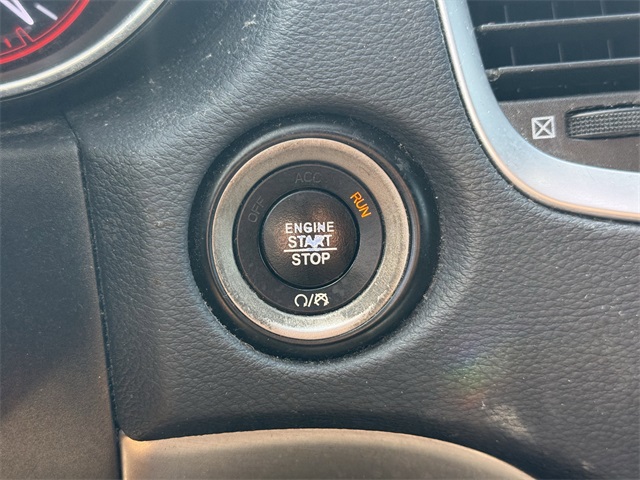 OFF
ACC
RUN
ENGINE
START
STOP